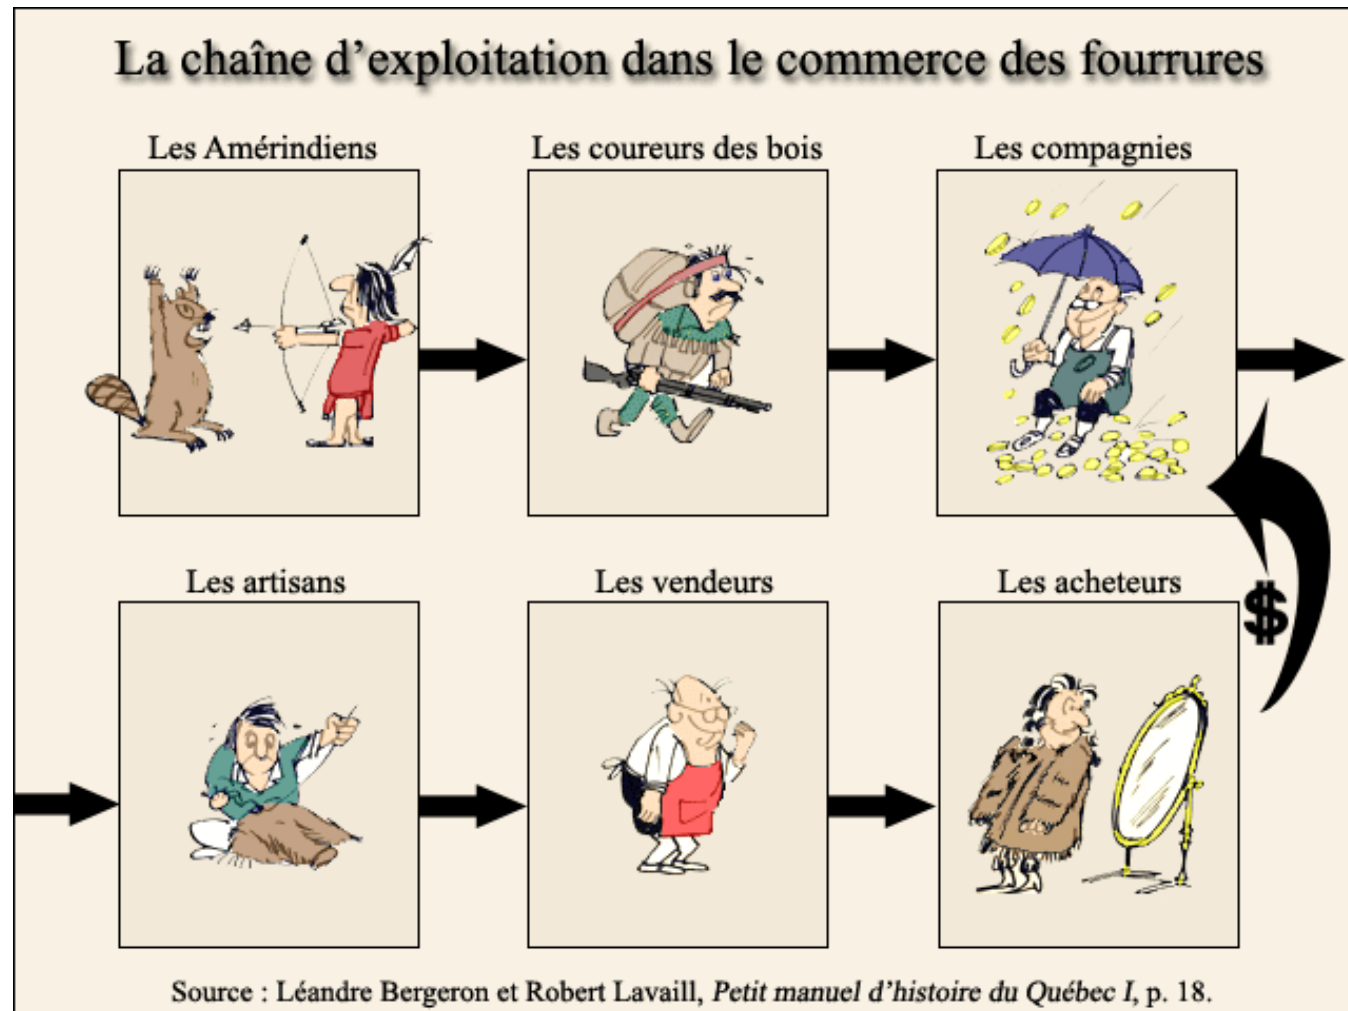 La chaîne d’exploitation dans le commerce des fourrures
Les Amérindiens
Les coureurs des bois
Les compagnies
Les artisans
Les vendeurs
Les acheteurs
$
Source : Léandre Bergeron et Robert Lavaill, Petit manuel d’histoire du Québec I, p. 18.